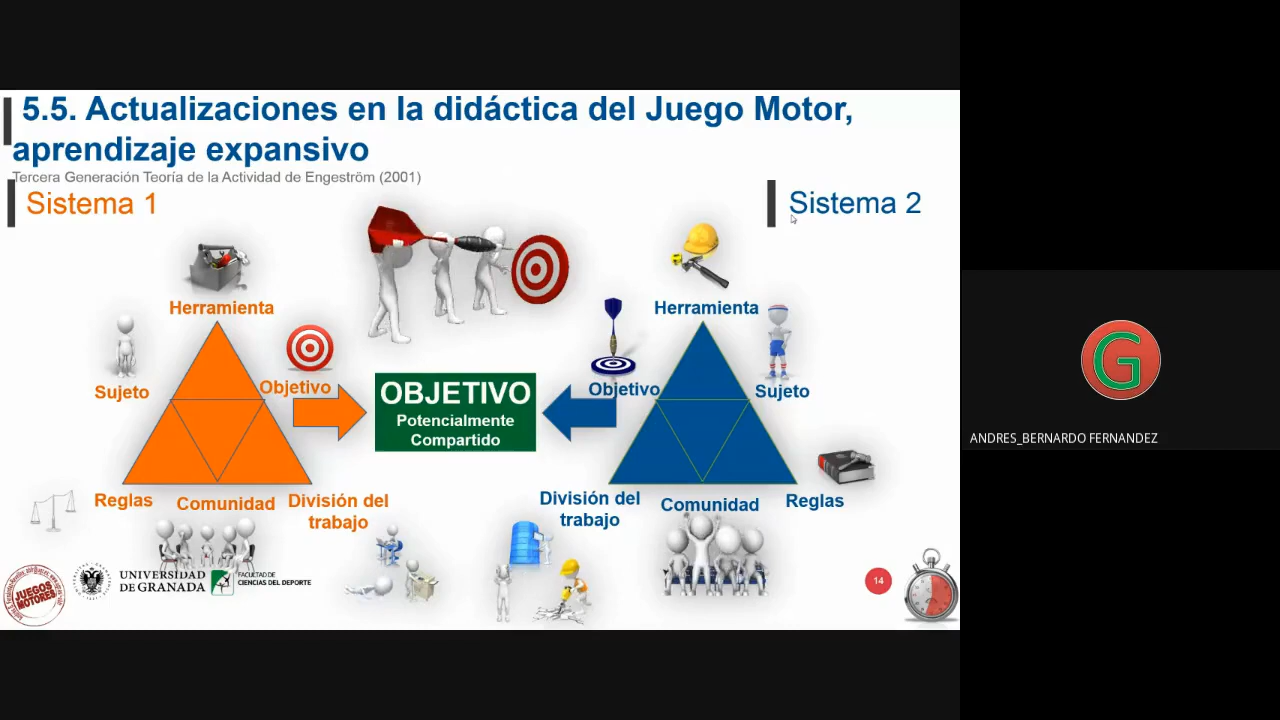 5.5. Actualizaciones en la didáctica del Juego Motor,
aprendizaje expansivo
Tercera Generación Teoría de la Actividad de Engeström (2001)
Sistema 1
Sistema 2
Herramienta
Sujeto
Objetivo
Reglas
Comunidad
División del
trabajo
OBJETIVO
Potencialmente
Compartido
Herramienta
Objetivo
Sujeto
División del
trabajo
Comunidad
Reglas
JUEGOS
MOTORES
UNIVERSIDAD
DE GRANADA
FACULTAD DE
CIENCIAS DEL DEPORTE
14
G
ANDRES_BERNARDO FERNANDEZ